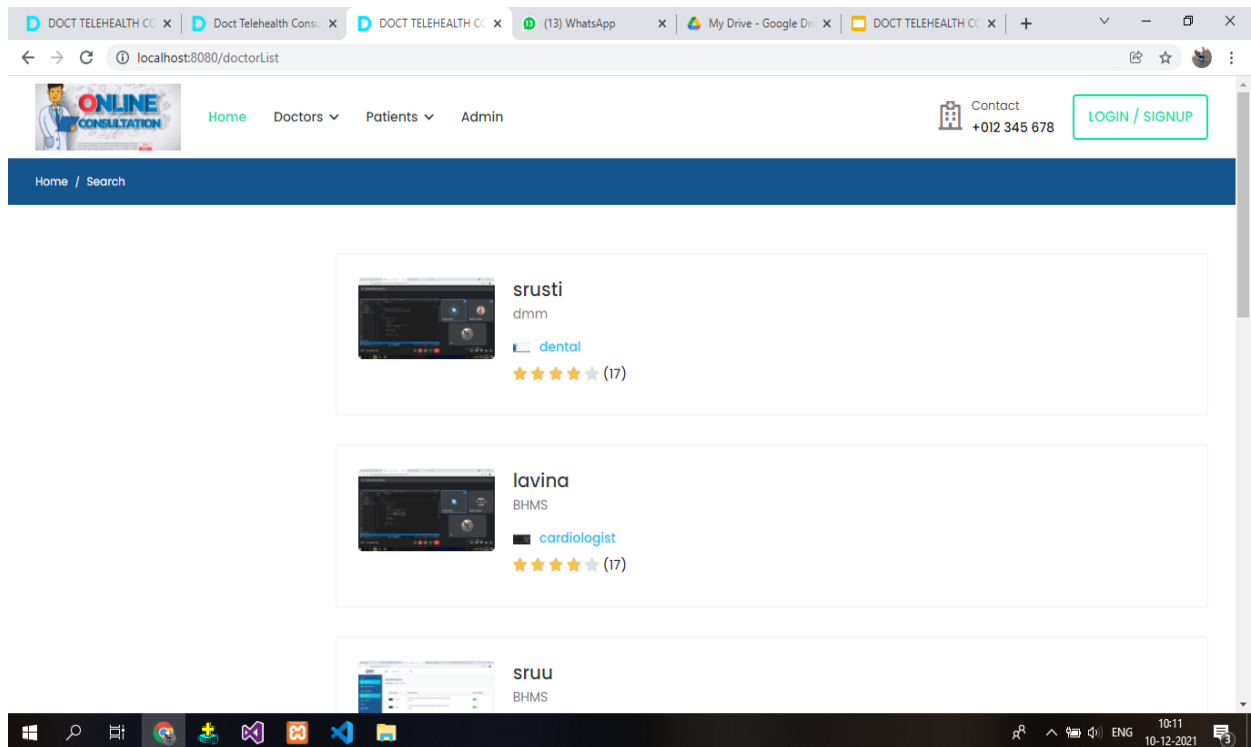 DOCT TELEHEALTH CC
Doct Telehealth Consu
DOCT TELEHEALTH CC
(13) WhatsApp
My Drive - Google Dri
DOCT TELEHEALTH CC
localhost:8080/doctorList
ONLINE
CONSULTATION
Home
Doctors
Patients
Admin
Contact
+012 345 678
LOGIN / SIGNUP
Home / Search
srusti
dmm
dental
(17)
lavina
BHMS
cardiologist
(17)
sruu
BHMS
ENG
10:11
10-12-2021
3